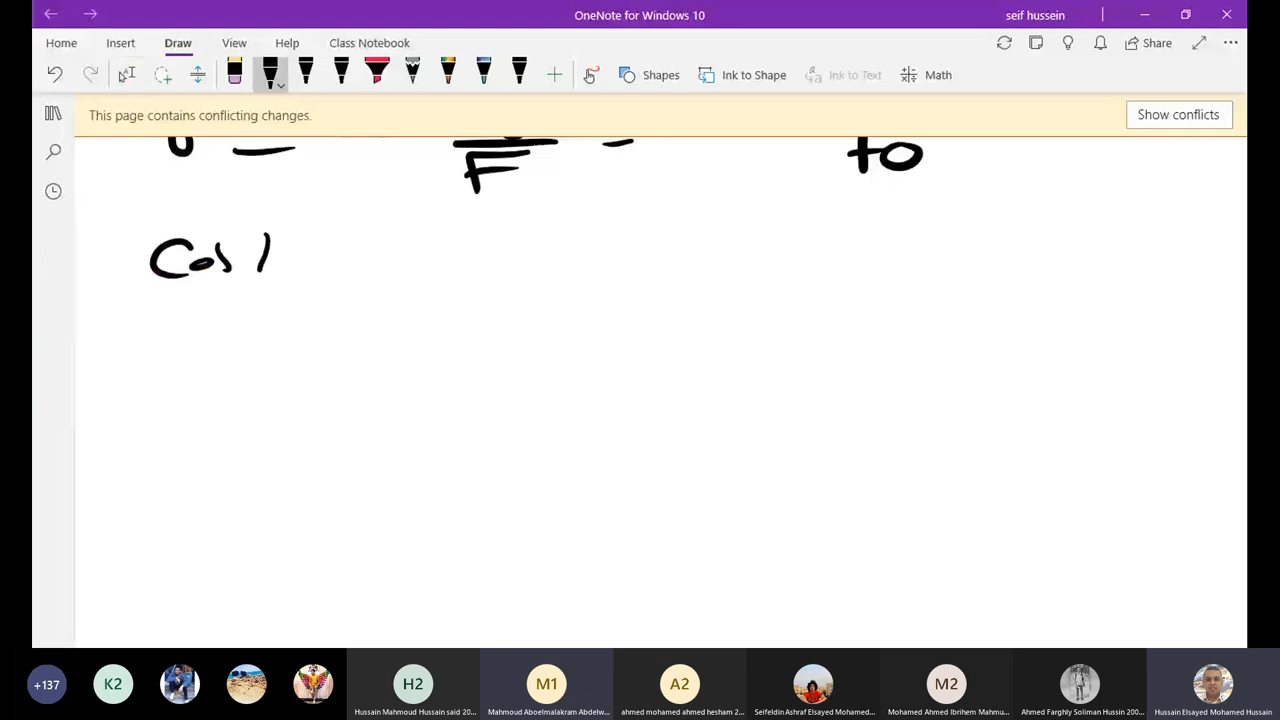 OneNote for Windows 10
seif hussein
Home
Insert
Draw
View
Help
Class Notebook
Share
Shapes
Ink to Shape
Ink to Text
Math
This page contains conflicting changes.
Show conflicts
F
to
Cos
+137
K2
H2
M1
A2
M2
Hussain Mahmoud Hussain said 20...
Mahmoud Aboelmalakram Abdelw...
ahmed mohamed ahmed hesham 2...
Seifeldin Ashraf Elsayed Mohamed...
Mohamed Ahmed Ibrihem Mahmu...
Ahmed Farghly Soliman Hussin 200...
Hussain Elsayed Mohamed Hussain